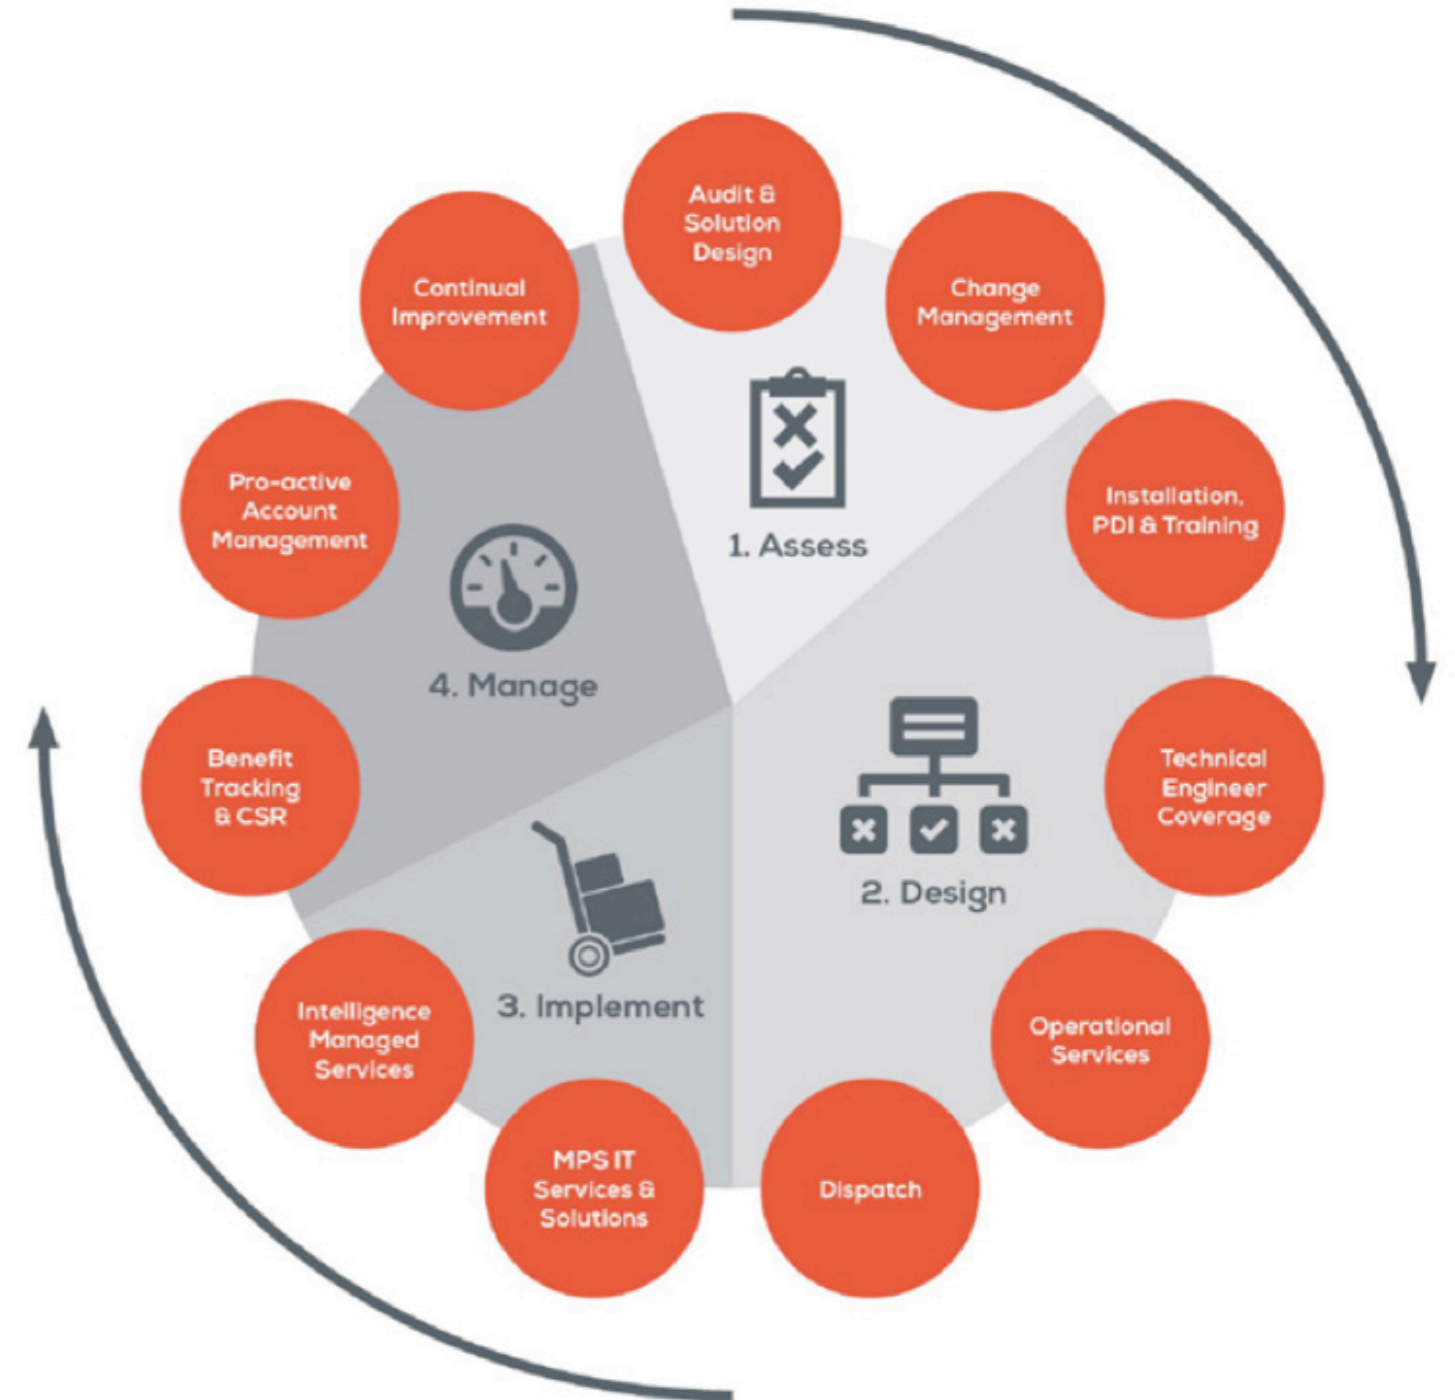 Audit &
Solution
Design
Change
Management
Installation,
PDI & Training
Technical
Engineer
Coverage
Operational
Services
Dispatch
MPS IT
Services &
Solutions
Intelligence
Managed
Services
Benefit
Tracking
& CSR
Pro-active
Account
Management
Continual
Improvement
1. Assess
2. Design
3. Implement
4. Manage